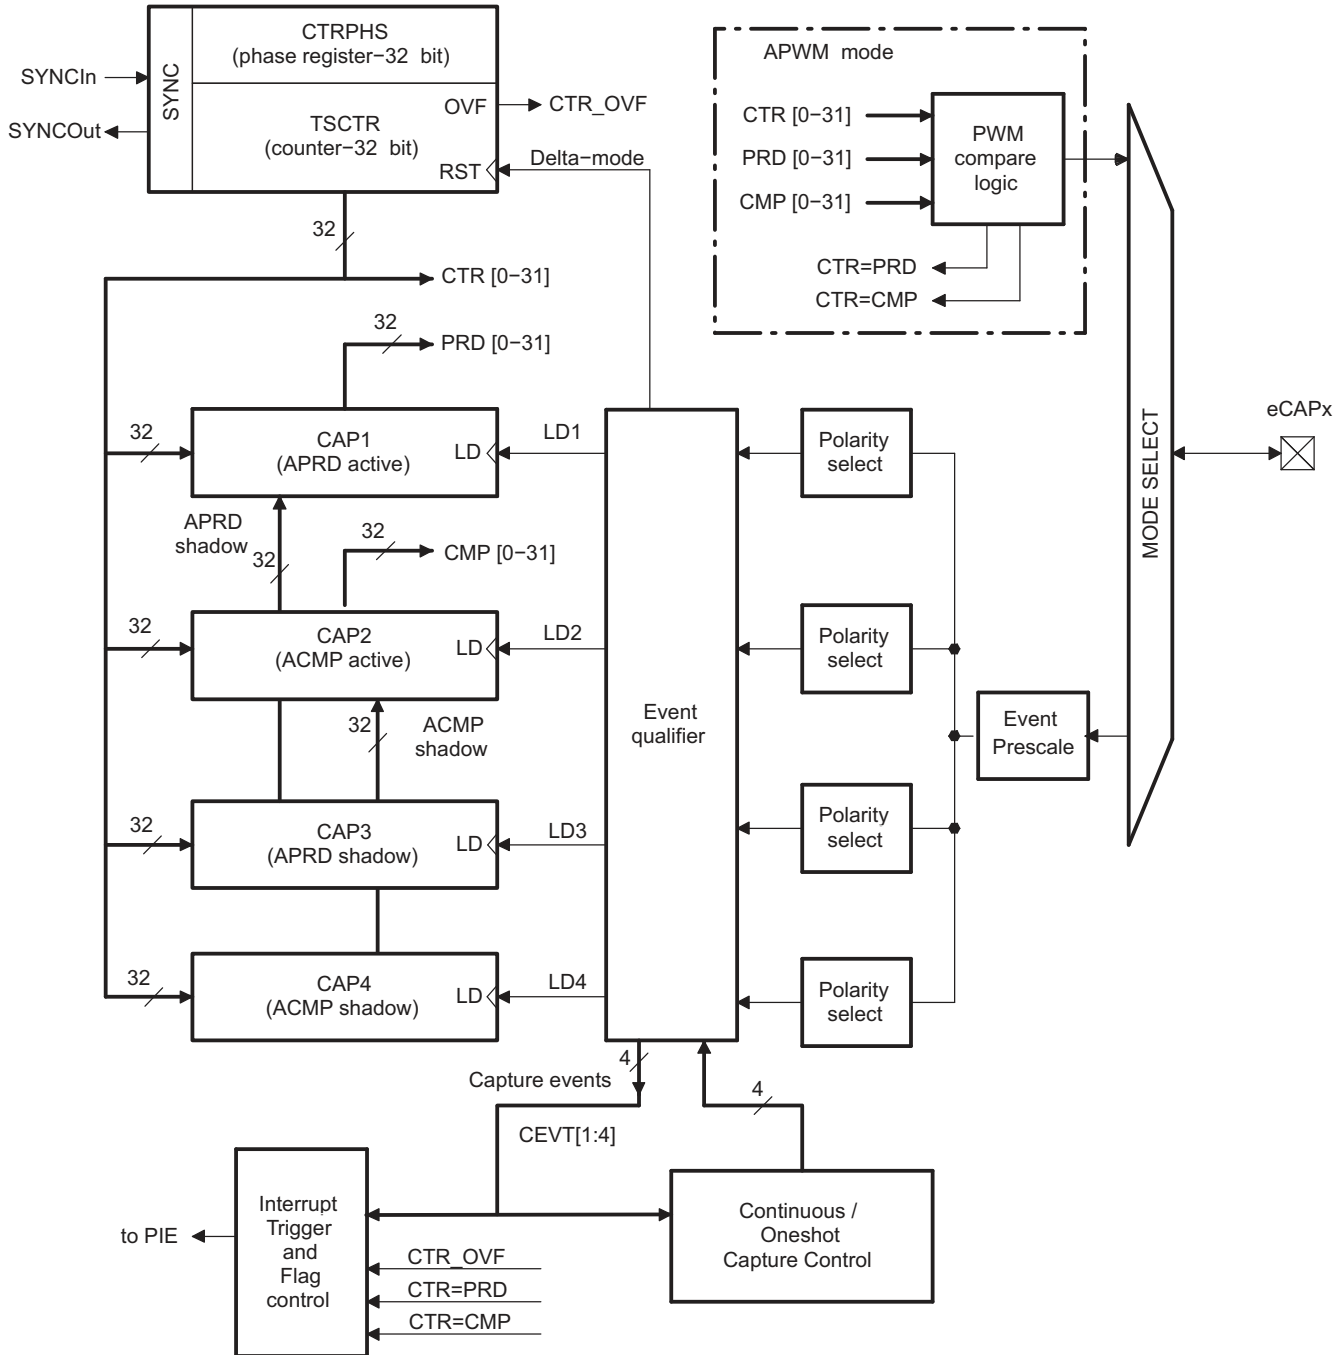 CTRPHS
(phase register−32 bit)
SYNC
SYNCIn
SYNCOut
OVF
CTR_OVF
TSCTR
(counter−32 bit)
RST
Delta−mode
32
CTR [0−31]
32
PRD [0−31]
APWM mode
CTR [0−31]
PRD [0−31]
CMP [0−31]
PWM
compare
logic
CTR=PRD
CTR=CMP
MODE SELECT
eCAPx
32
CAP1
(APRD active)
LD
LD1
Polarity
select
APRD
shadow
32
32
CMP [0−31]
32
CAP2
(ACMP active)
LD
LD2
Polarity
select
32
ACMP
shadow
Event
qualifier
Event
Prescale
32
CAP3
(APRD shadow)
LD
LD3
Polarity
select
32
CAP4
(ACMP shadow)
LD
LD4
Polarity
select
4
Capture events
4
CEVT[1:4]
to PIE
Interrupt
Trigger
and
Flag
control
CTR_OVF
CTR=PRD
CTR=CMP
Continuous /
Oneshot
Capture Control